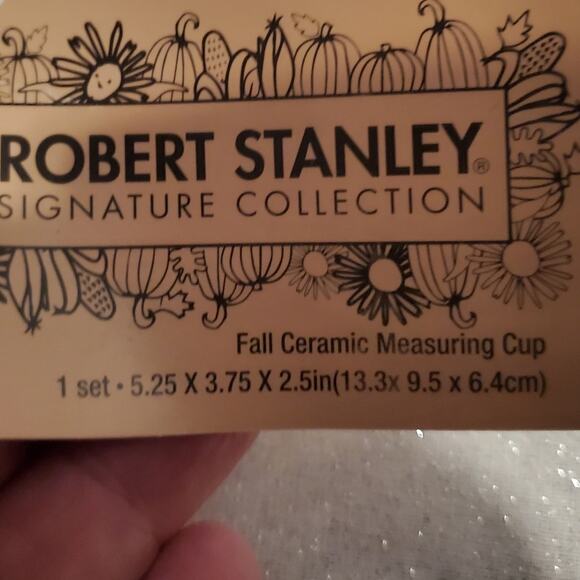 ROBERT STANLEY®
SIGNATURE COLLECTION
Fall Ceramic Measuring Cup
1 set • 5.25 X 3.75 X 2.5in(13.3x 9.5 x 6.4cm)